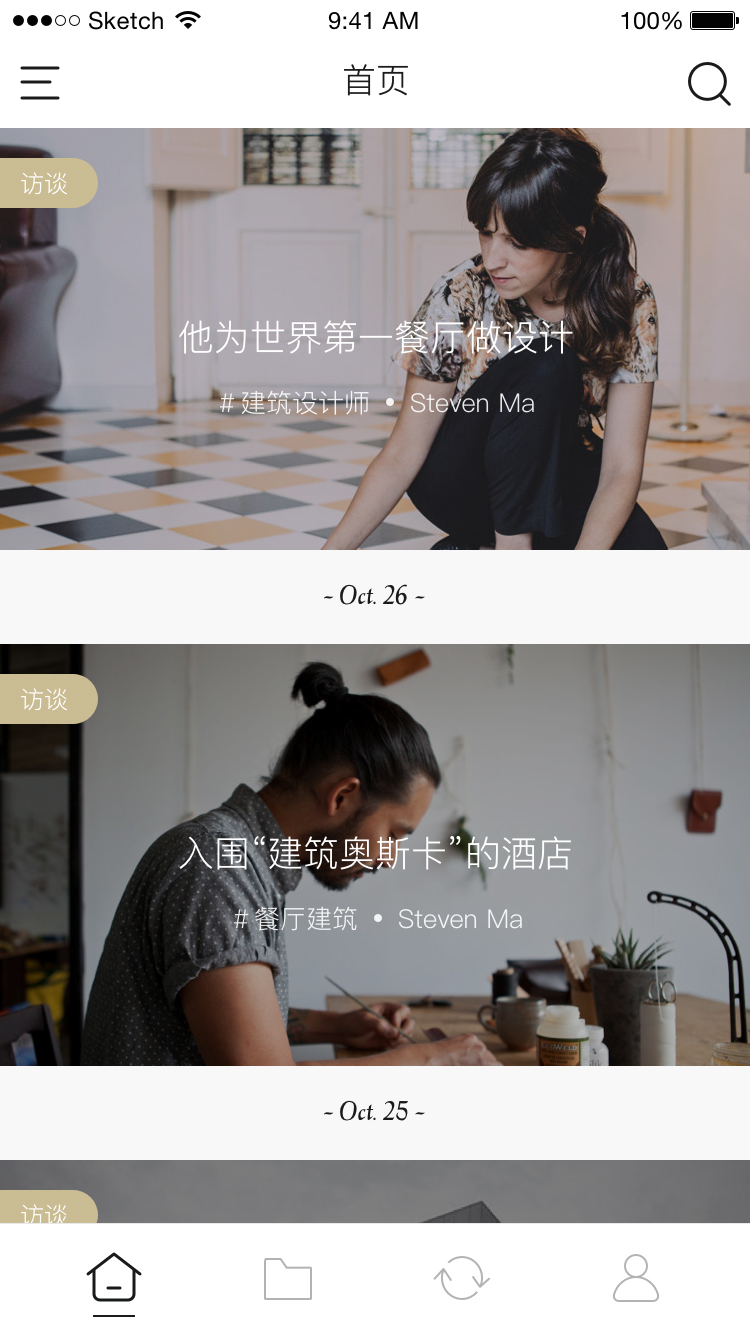 Sketch 9:41 AM 100%
首页
访谈
他为世界第一餐厅做设计
# 建筑设计师 • Steven Ma
~ Oct. 26 ~
访谈
入围“建筑奥斯卡”的酒店
# 餐厅建筑 • Steven Ma
~ Oct. 25 ~
访谈